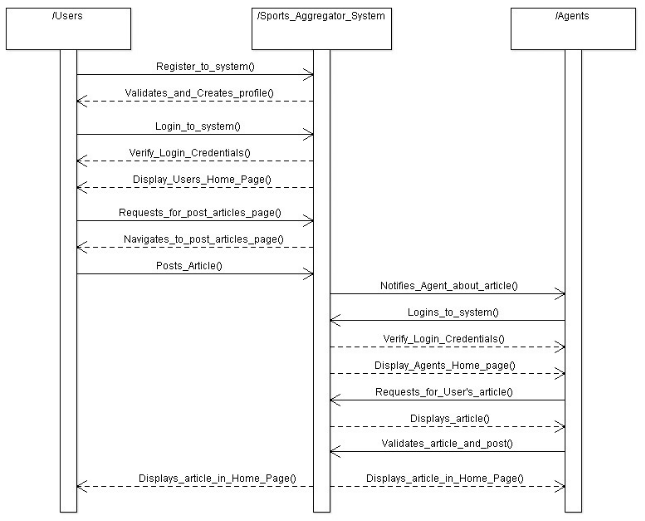 /Users
/Sports_Aggregator_System
/Agents
Register_to_system()
Validates_and_Creates_profile()
Login_to_system()
Verify_Login_Credentials()
Display_Users_Home_Page()
Requests_for_post_articles_page()
Navigates_to_post_articles_page()
Posts_Article()
Notifies_Agent_about_article()
Logins_to_system()
Verify_Login_Credentials()
Display_Agents_Home_page()
Requests_for_User's_article()
Displays_article()
Validates_article_and_post()
Displays_article_in_Home_Page()
Displays_article_in_Home_Page()